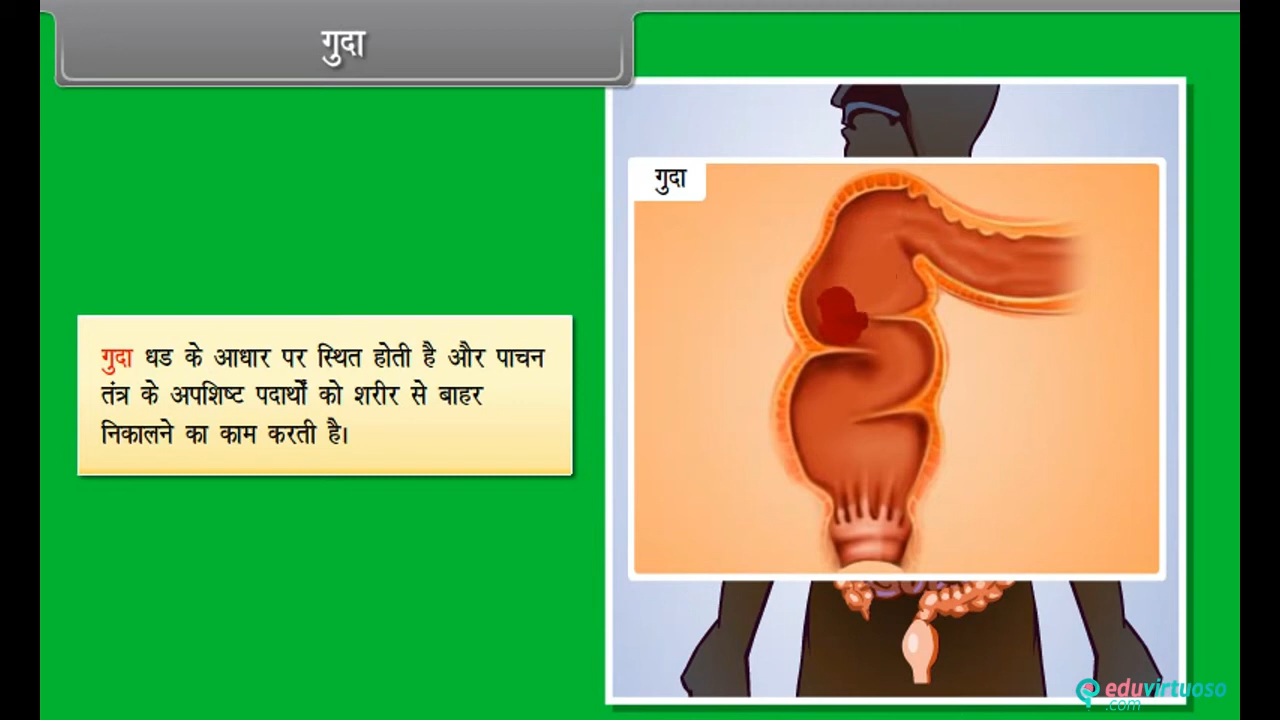 गुदा
गुदा
गुदा धड के आधार पर स्थित होती है और पाचन
तंत्र के अपशिष्ट पदार्थों को शरीर से बाहर
निकालने का काम करती है।
eduvirtuoso
.com